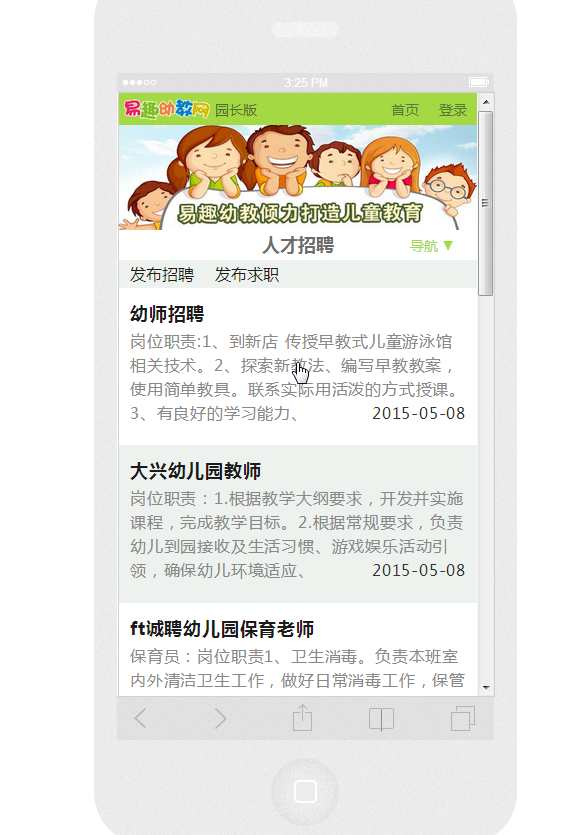 3:25 PM
易趣幼教网 园长版 首页 登录
易趣幼教倾力打造儿童教育
人才招聘 导航 ▼
发布招聘 发布求职
幼师招聘
岗位职责:1、到新店 传授早教式儿童游泳馆
相关技术。2、探索新教法、编写早教教案，
使用简单教具。联系实际用活泼的方式授课。
3、有良好的学习能力、 2015-05-08
大兴幼儿园教师
岗位职责：1.根据教学大纲要求，开发并实施
课程，完成教学目标。2.根据常规要求，负责
幼儿到园接收及生活习惯、游戏娱乐活动引
领，确保幼儿环境适应、 2015-05-08
ft诚聘幼儿园保育老师
保育员：岗位职责1、卫生消毒。负责本班室
内外清洁卫生工作，做好日常消毒工作，保管